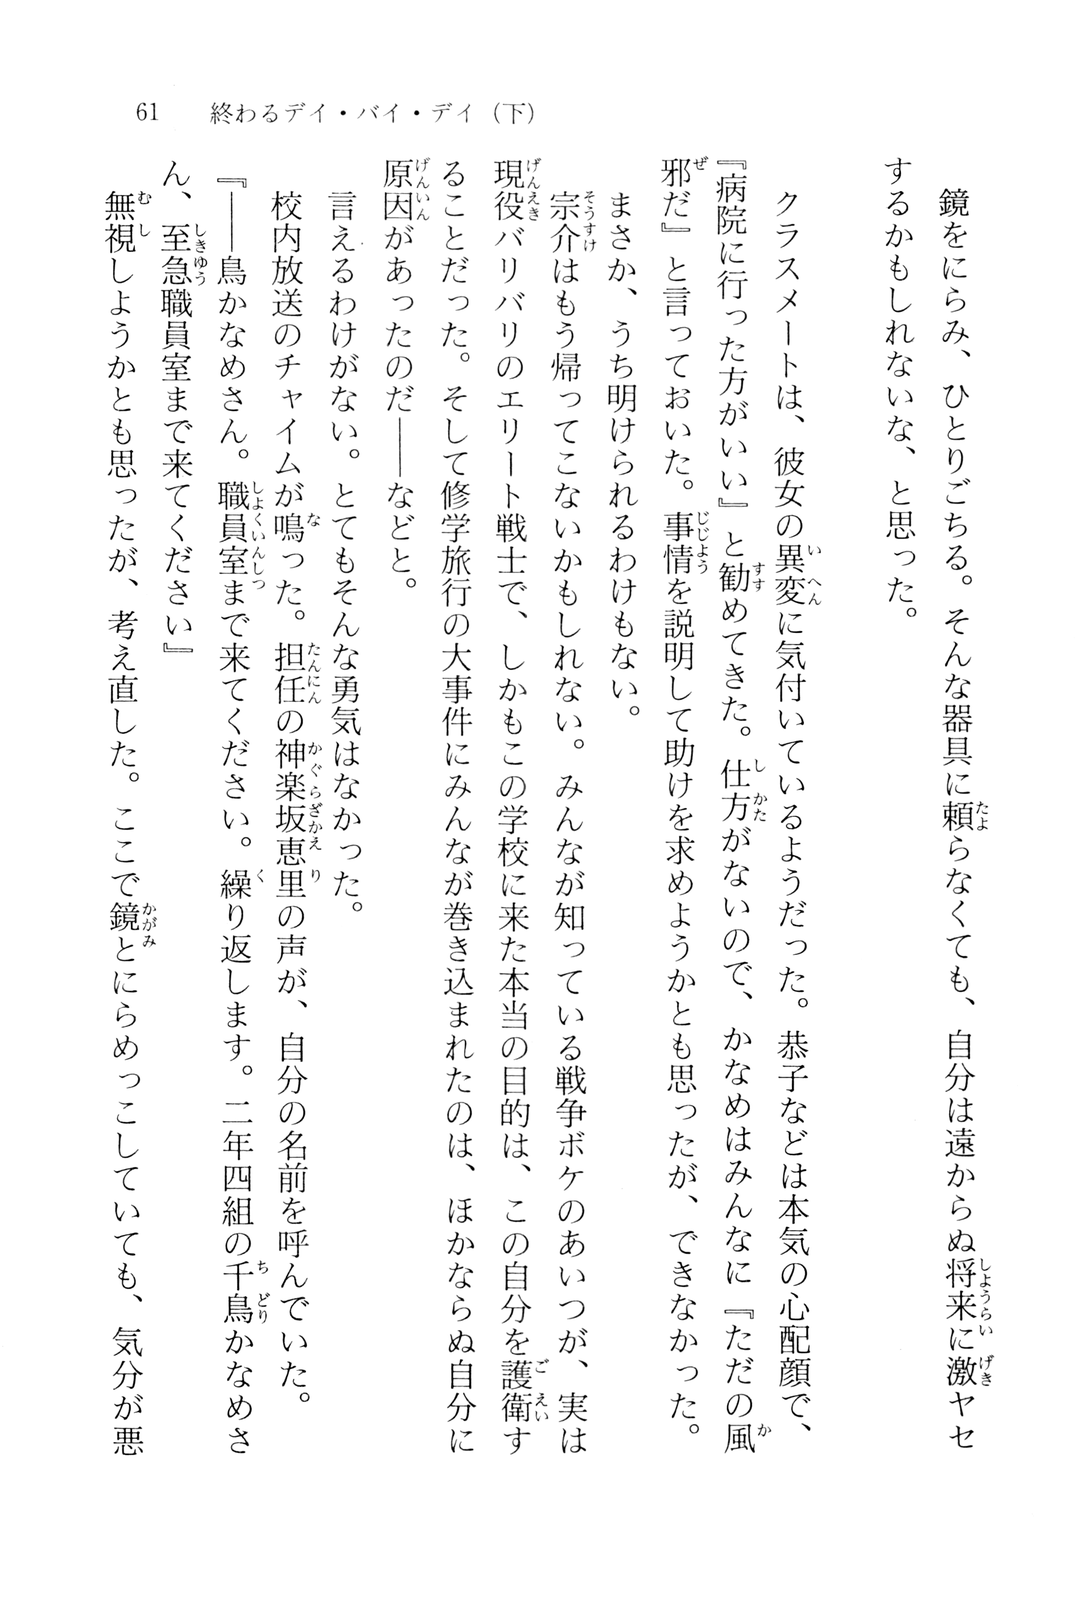 61　終わるデイ・バイ・デイ（下）
　鏡をにらみ、ひとりごちる。そんな器具に頼らなくても、自分は遠からぬ将来に激ヤセ
するかもしれないな、と思った。
　クラスメートは、彼女の異変に気付いているようだった。恭子などは本気の心配顔で、
『病院に行った方がいい』と勧めてきた。仕方がないので、かなめはみんなに『ただの風
邪だ』と言っておいた。事情を説明して助けを求めようかとも思ったが、できなかった。
　まさか、うち明けられるわけもない。
　宗介はもう帰ってこないかもしれない。みんなが知っている戦争ボケのあいつが、実は
現役バリバリのエリート戦士で、しかもこの学校に来た本当の目的は、この自分を護衛す
ることだった。そして修学旅行の大事件にみんなが巻き込まれたのは、ほかならぬ自分に
原因があったのだ――などと。
　言えるわけがない。とてもそんな勇気はなかった。
　校内放送のチャイムが鳴った。担任の神楽坂恵里の声が、自分の名前を呼んでいた。
『――鳥かなめさん。職員室まで来てください。繰り返します。二年四組の千鳥かなめさ
ん、至急職員室まで来てください』
　無視しようかとも思ったが、考え直した。ここで鏡とにらめっこしていても、気分が悪